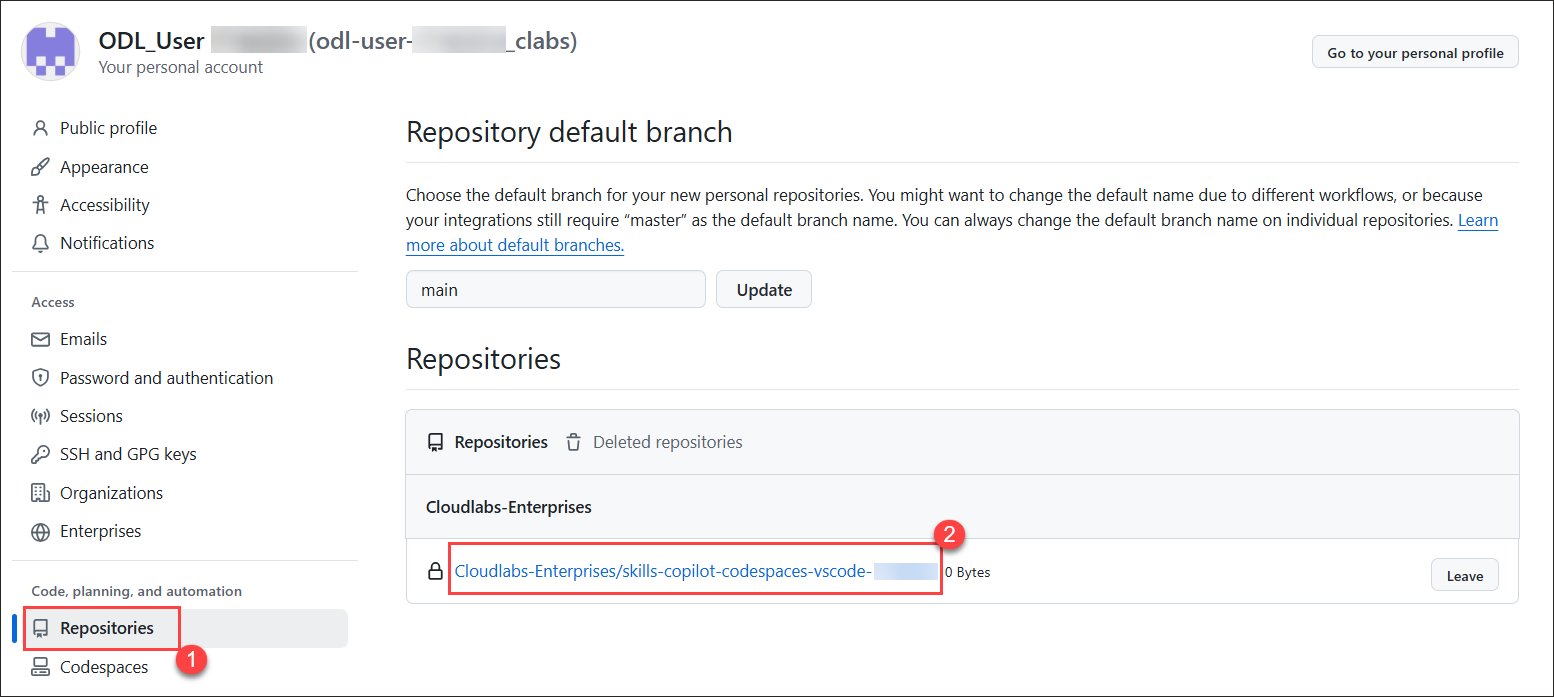 ODL_User (odl-user- _clabs)
Your personal account
Go to your personal profile
Public profile
Appearance
Accessibility
Notifications
Access
Emails
Password and authentication
Sessions
SSH and GPG keys
Organizations
Enterprises
Code, planning, and automation
Repositories
1
Codespaces
Repository default branch
Choose the default branch for your new personal repositories. You might want to change the default name due to different workflows, or because
your integrations still require “master” as the default branch name. You can always change the default branch name on individual repositories. Learn
more about default branches.
main
Update
Repositories
Repositories
Deleted repositories
Cloudlabs-Enterprises
2
Cloudlabs-Enterprises/skills-copilot-codespaces-vscode- 0 Bytes
Leave